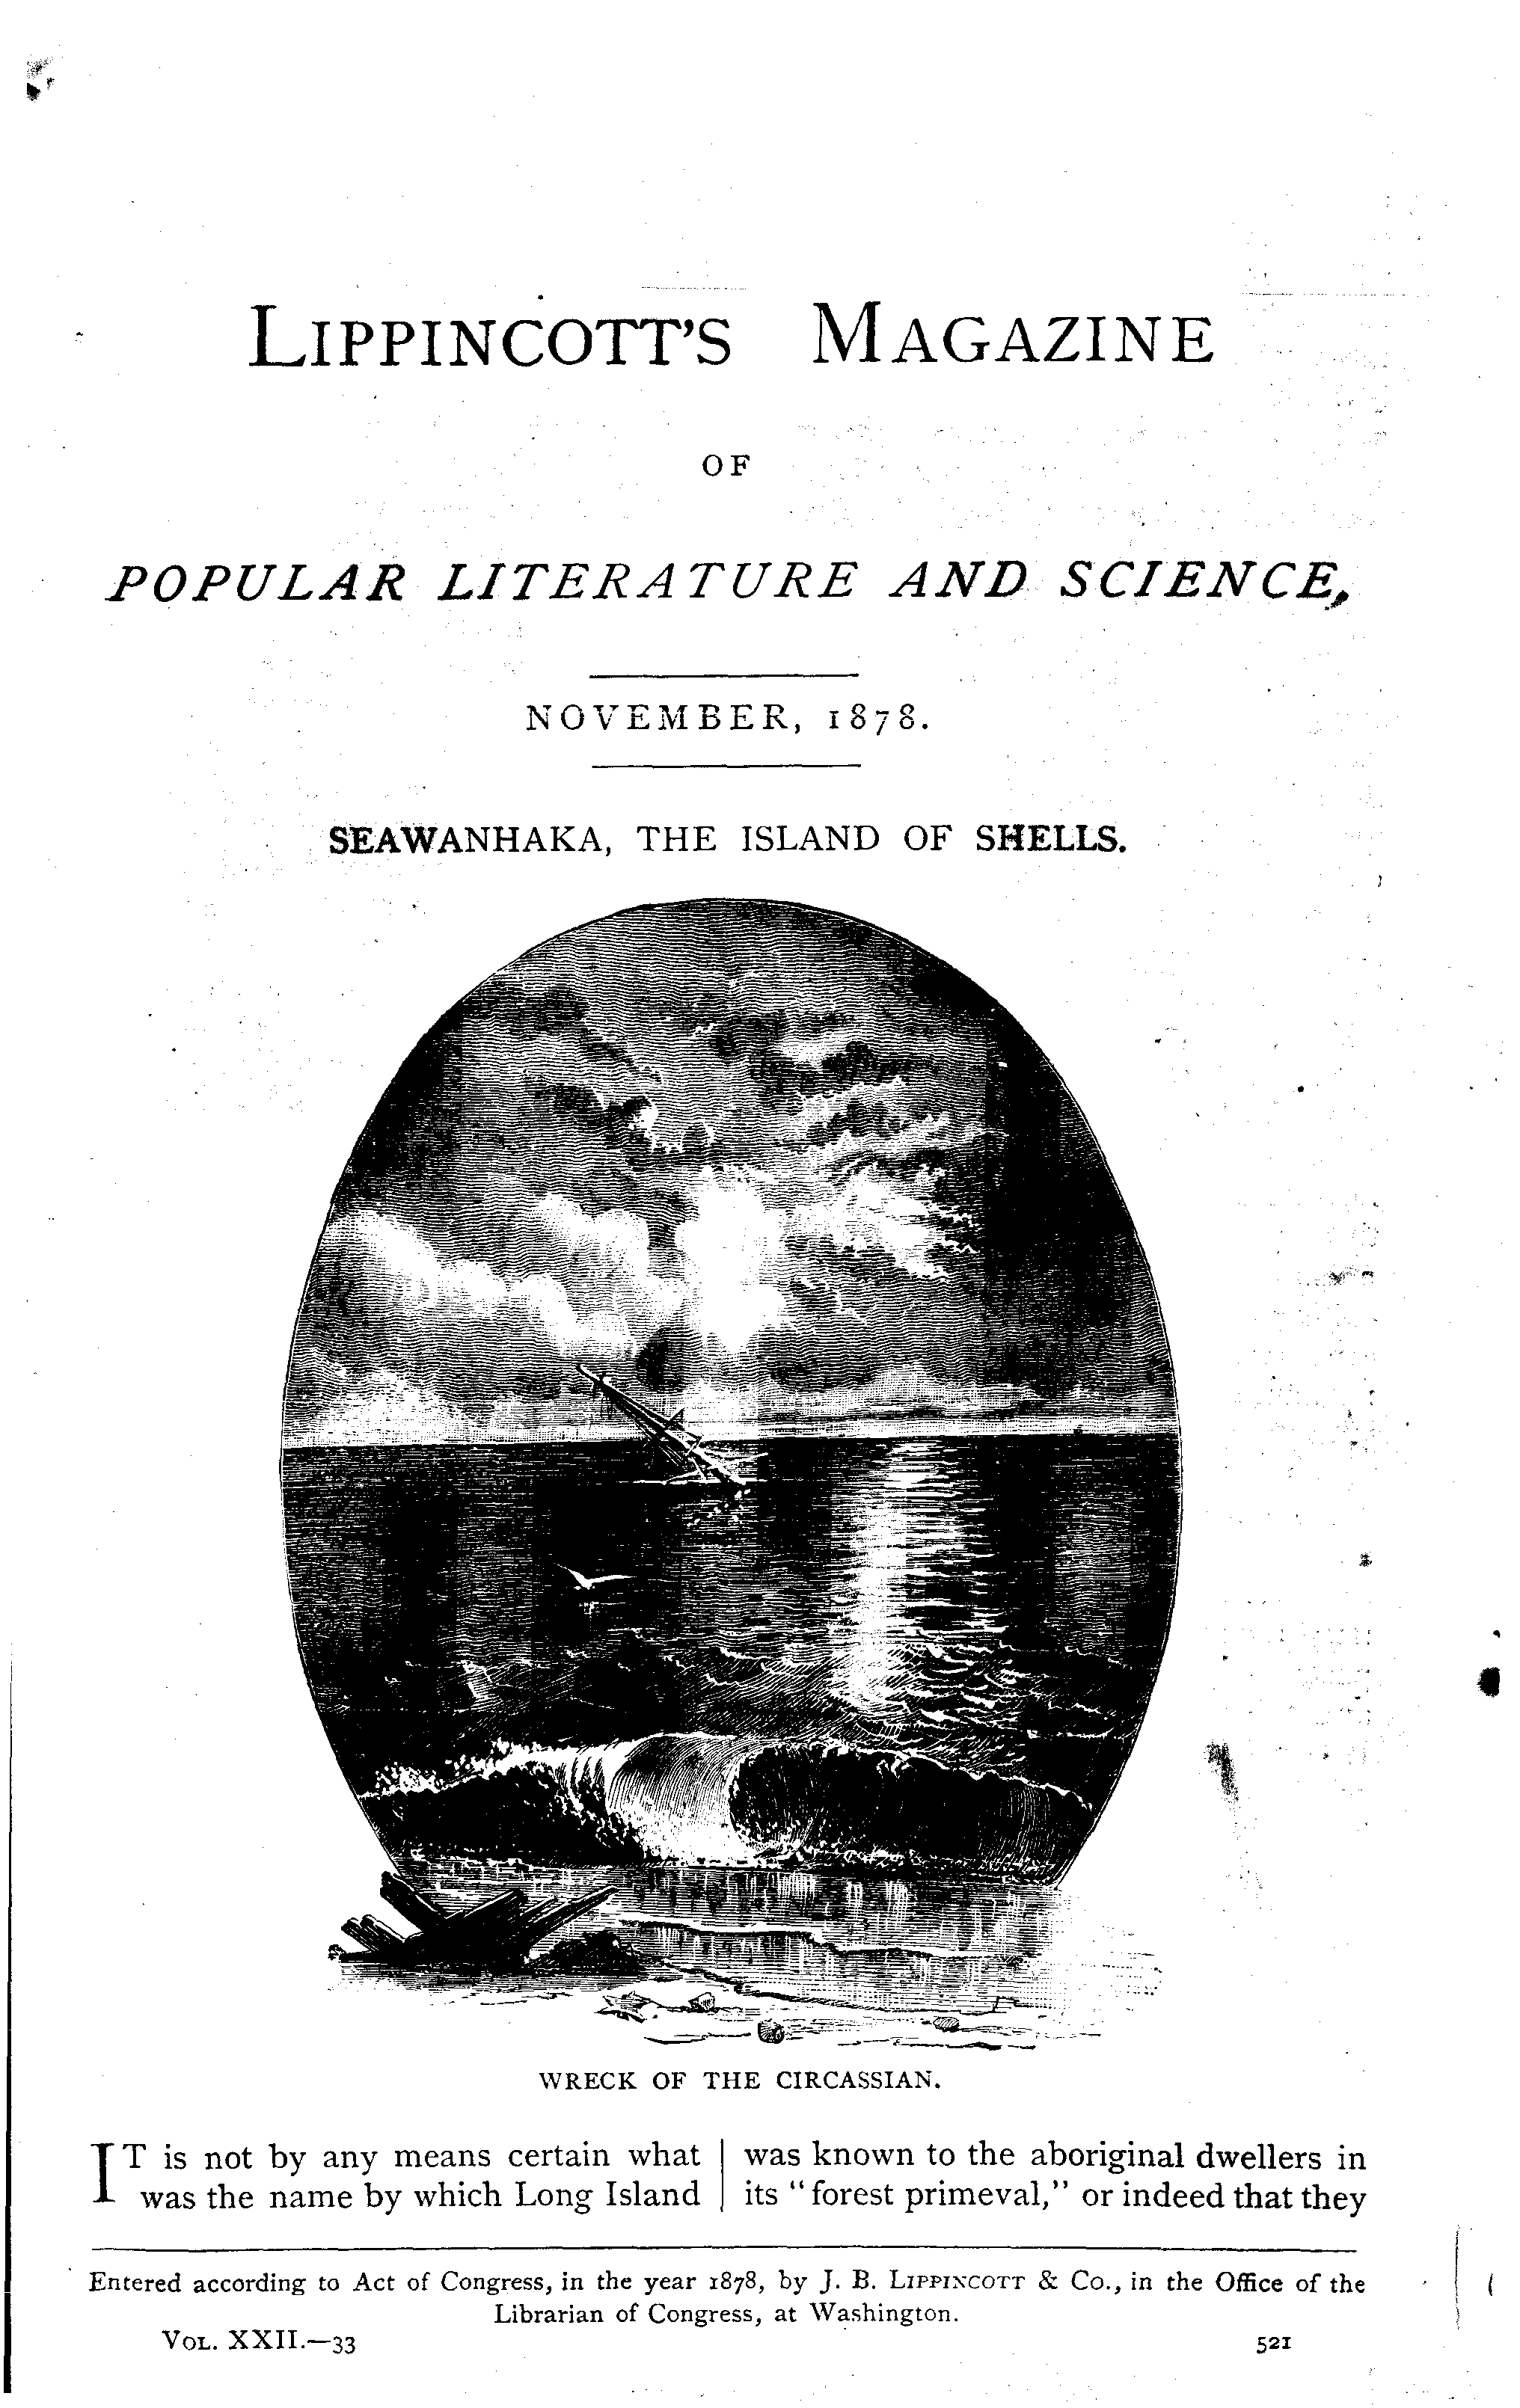 LIPPINCOTT'S MAGAZINE
OF
POPULAR LITERATURE AND SCIENCE,
NOVEMBER, 1878.
SEAWANHAKA, THE ISLAND OF SHELLS.
WRECK OF THE CIRCASSIAN.
IT is not by any means certain what
was the name by which Long Island
was known to the aboriginal dwellers in
its "forest primeval," or indeed that they
Entered according to Act of Congress, in the year 1878, by J. B. LIPPINCOTT & Co., in the Office of the
Librarian of Congress, at Washington.
VOL. XXII.—33
521